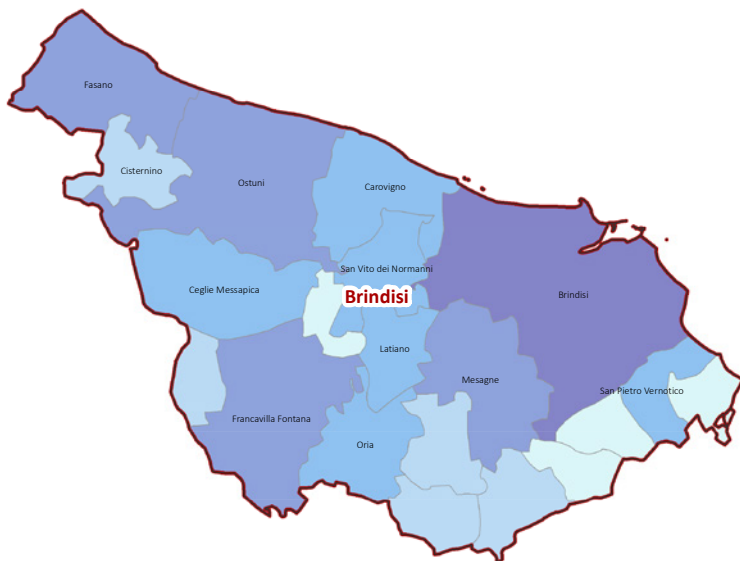 Fasano
Cisternino
Ostuni
Carovigno
San Vito dei Normanni
Ceglie Messapica
Brindisi
Brindisi
Latiano
Mesagne
San Pietro Vernotico
Francavilla Fontana
Oria